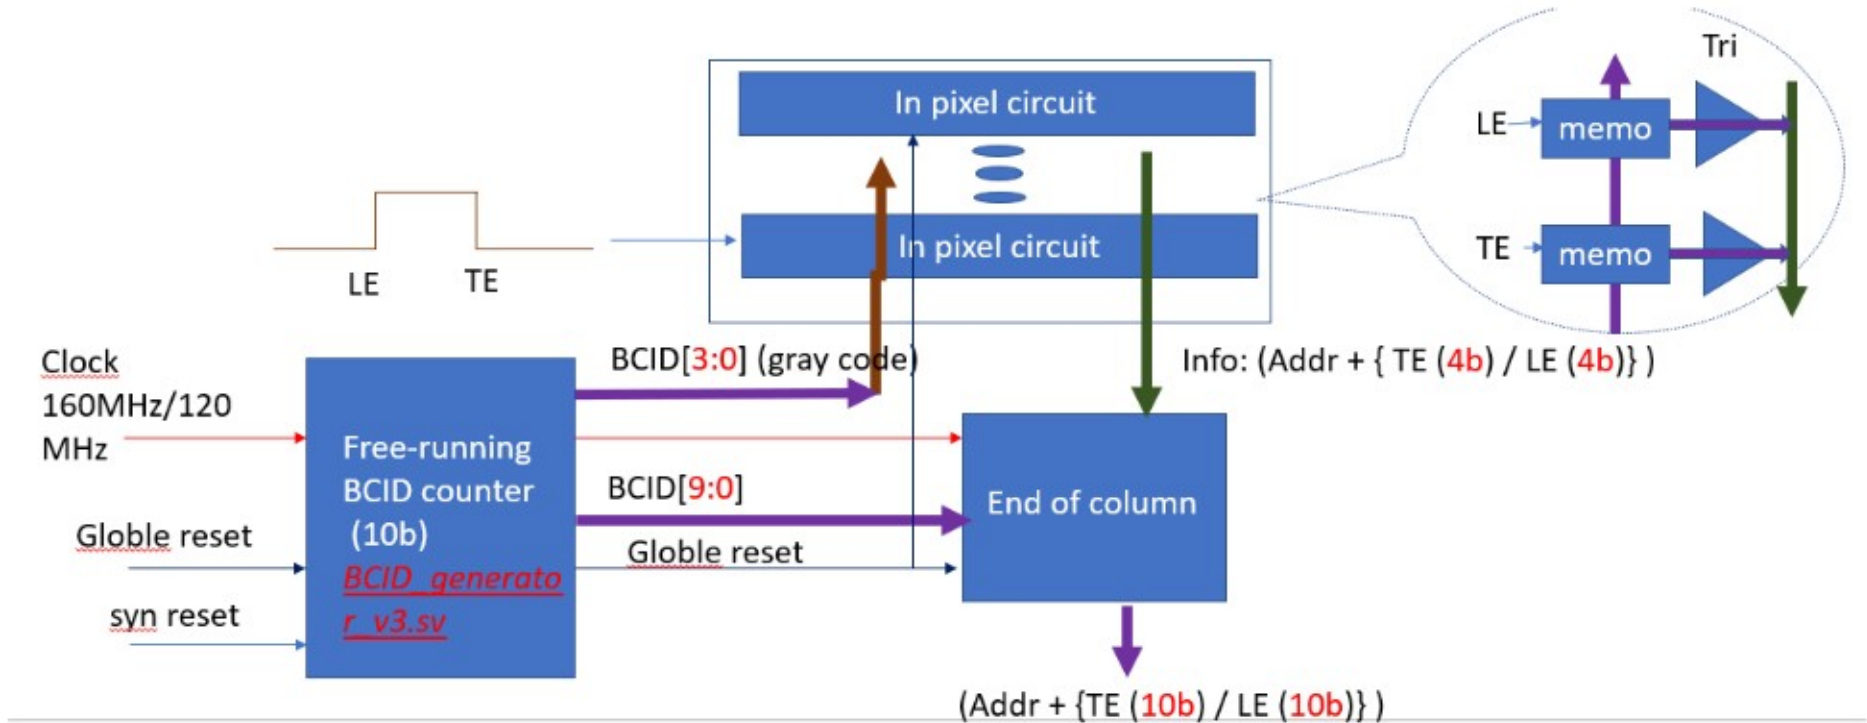 Tri
In pixel circuit
LE
memo
In pixel circuit
TE
memo
LE
TE
Clock
160MHz/120
MHz
BCID[3:0] (gray code)
Info: (Addr + { TE (4b) / LE (4b)} )
Free-running
BCID counter
(10b)
BCID_generato
r_v3.sv
BCID[9:0]
End of column
Globle reset
Globle reset
syn reset
(Addr + {TE (10b) / LE (10b)} )